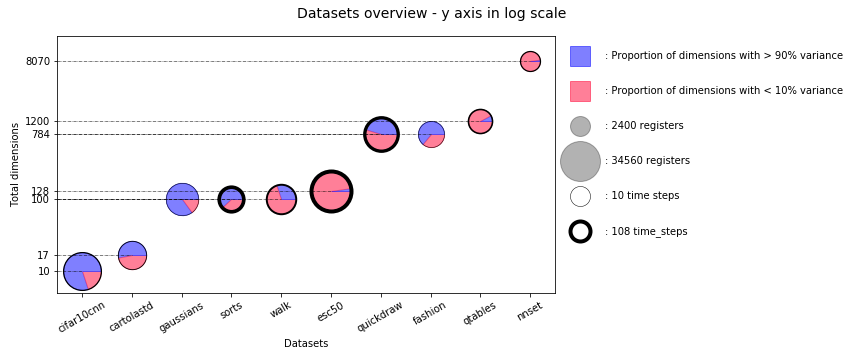 Datasets overview - y axis in log scale
8070
1200
784
128
100
17
10
Total dimensions
cifar10cnn
cartolastd
gaussians
sorts
walk
esc50
quickdraw
fashion
qtables
nnset
Datasets
: Proportion of dimensions with > 90% variance
: Proportion of dimensions with < 10% variance
: 2400 registers
: 34560 registers
: 10 time steps
: 108 time_steps